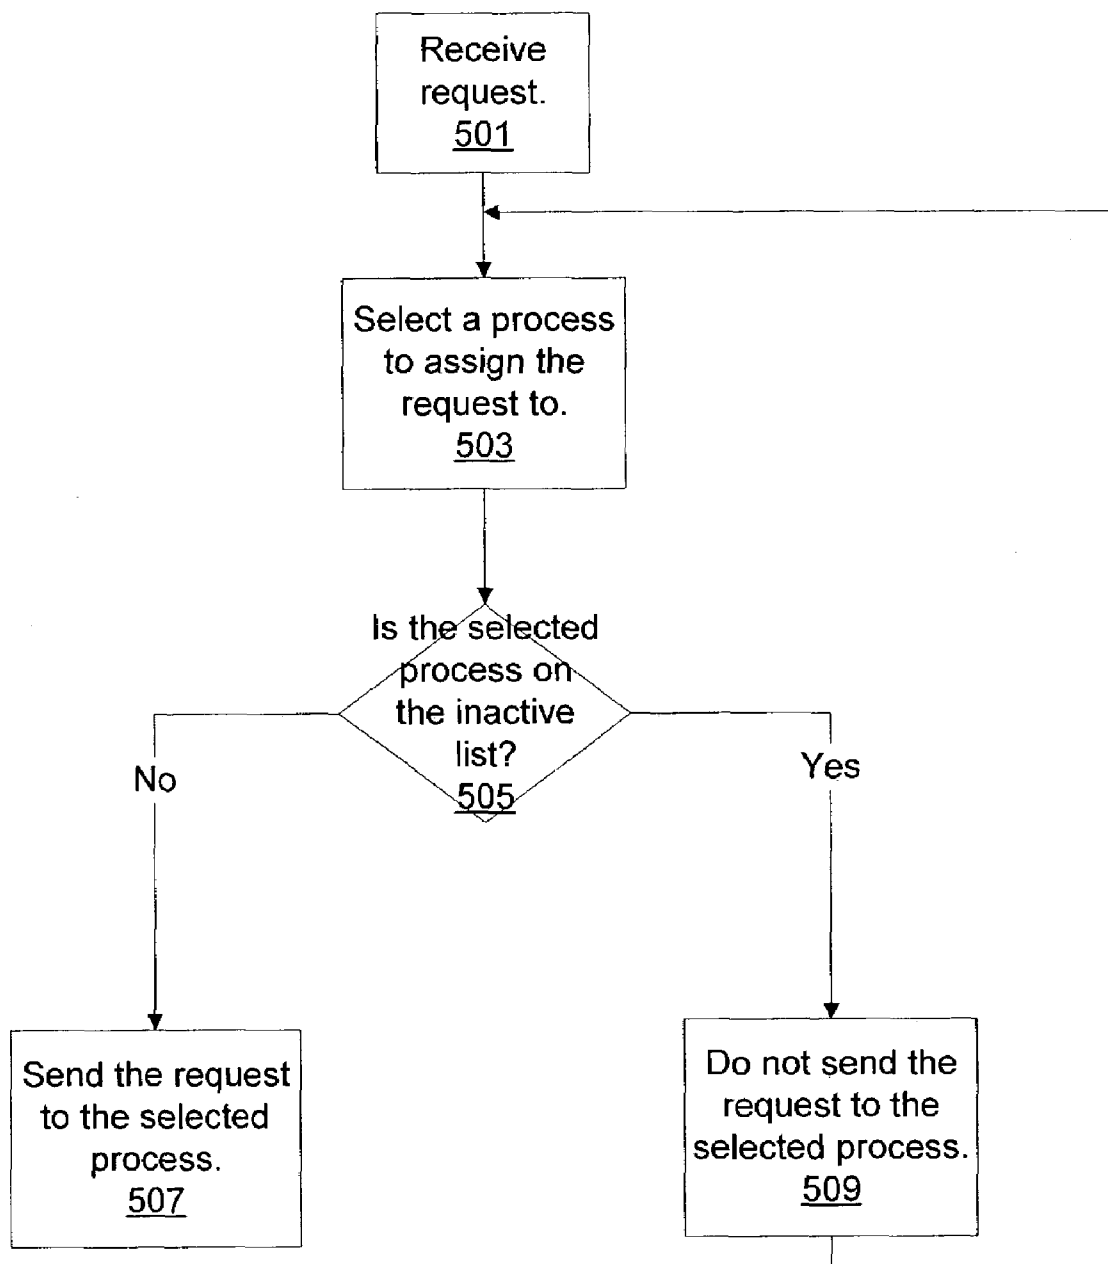 Receive
request.
501
Select a process
to assign the
request to.
503
Is the selected
process on
the inactive
list?
505
No
Yes
Send the request
to the selected
process.
507
Do not send the
request to the
selected process.
509